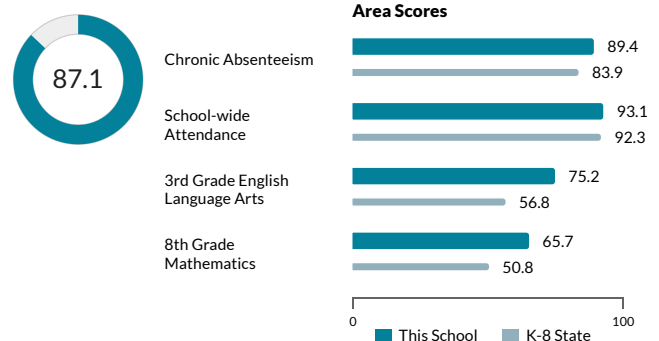 Area Scores
87.1
Chronic Absenteeism
89.4
83.9
School-wide
Attendance
93.1
92.3
3rd Grade English
Language Arts
75.2
56.8
8th Grade
Mathematics
65.7
50.8
0
100
This School
K-8 State